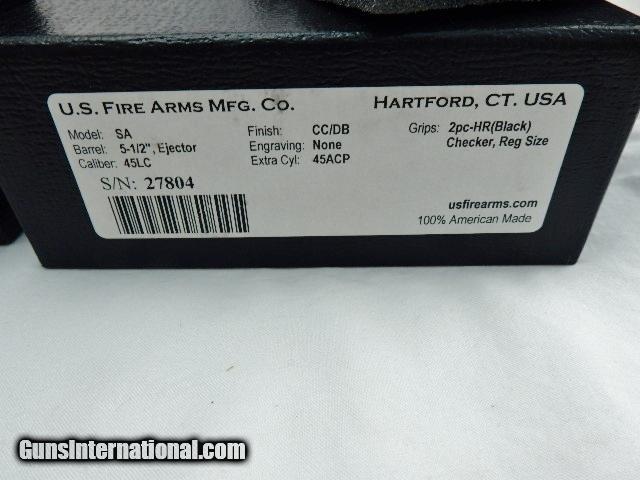 U.S. FIRE ARMS MFG. CO. HARTFORD, CT. USA
Model: SA Finish: CC/DB Grips: 2pc-HR(Black)
Barrel: 5-1/2", Ejector Engraving: None Checker, Reg Size
Caliber: 45LC Extra Cyl: 45ACP
S/N: 27804
usfirearms.com
100% American Made
GunsInternational.com